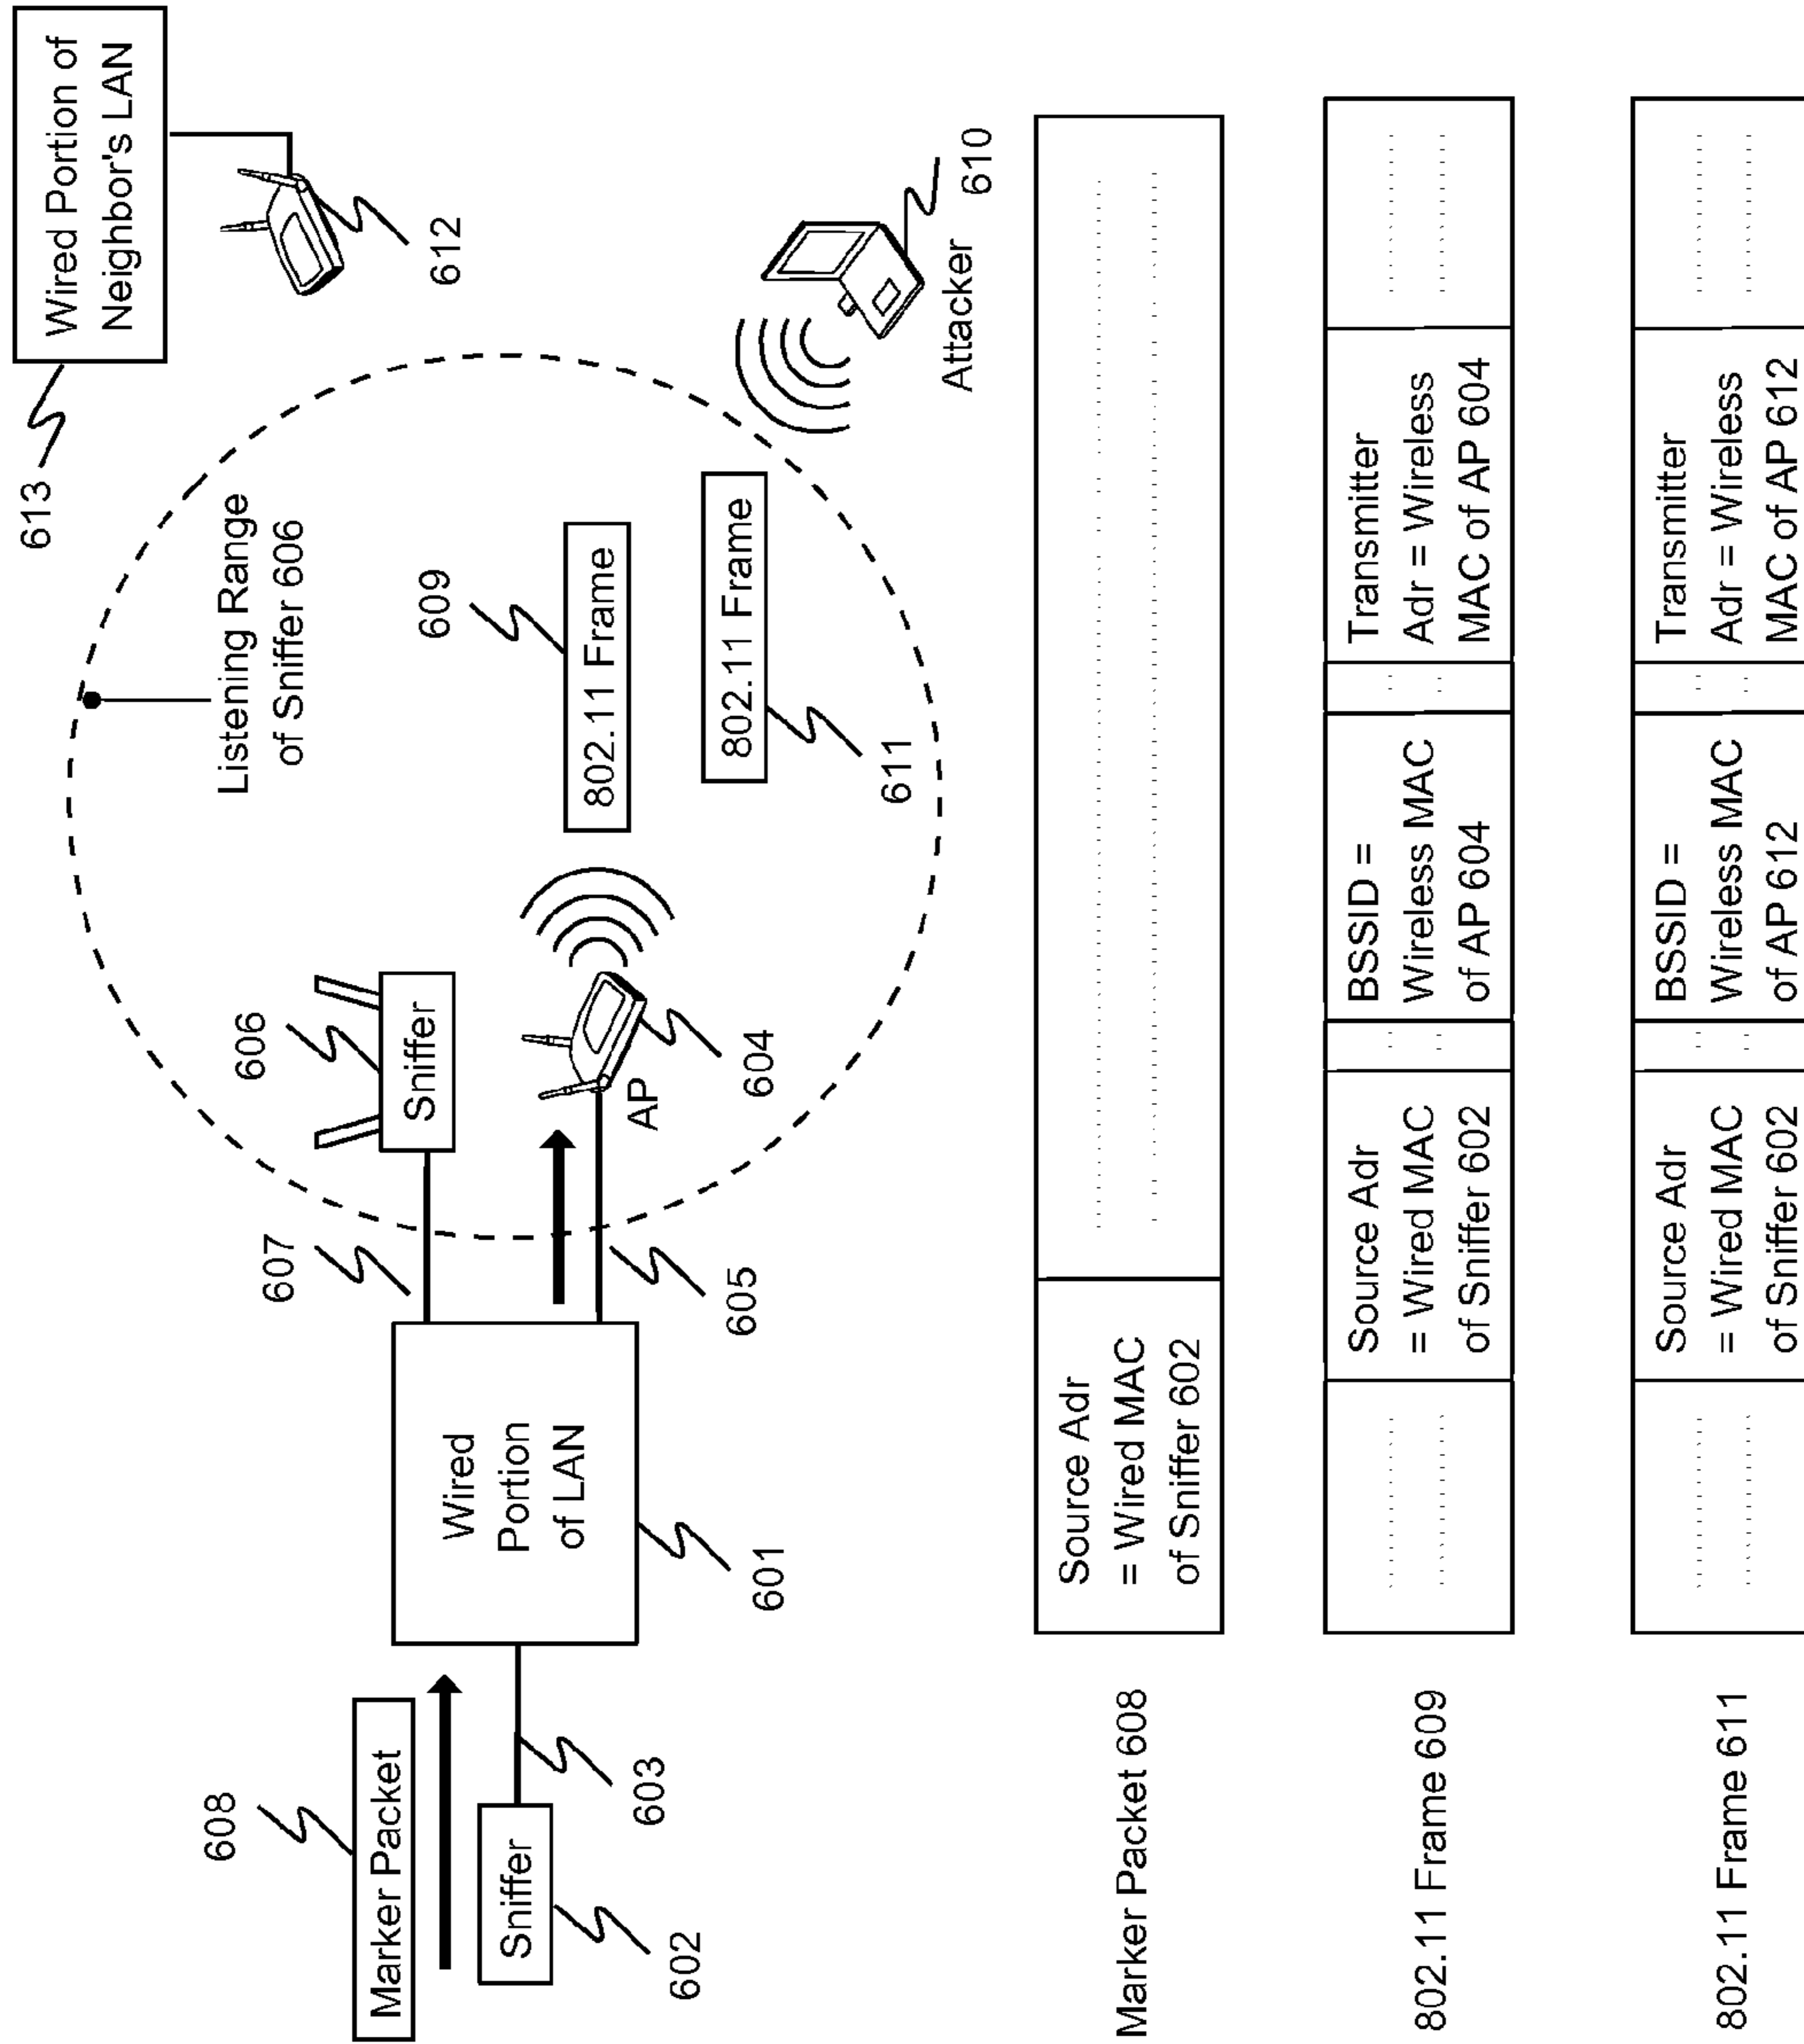 608
Marker Packet
Sniffer
602
603
Wired
Portion
of LAN
601
607
605
606
Sniffer
AP
604
Listening Range
of Sniffer 606
609
802.11 Frame
802.11 Frame
611
613
Wired Portion of
Neighbor's LAN
612
610
Attacker
Marker Packet 608
Source Adr
= Wired MAC
of Sniffer 602
802.11 Frame 609
Source Adr
= Wired MAC
of Sniffer 602
BSSID =
Wireless MAC
of AP 604
Transmitter
Adr = Wireless
MAC of AP 604
802.11 Frame 611
Source Adr
= Wired MAC
of Sniffer 602
BSSID =
Wireless MAC
of AP 612
Transmitter
Adr = Wireless
MAC of AP 612